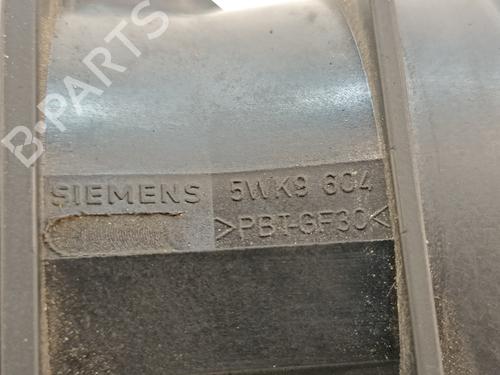 B-PARTS
SIEMENS 5WK9 604
>PBT-GF30<